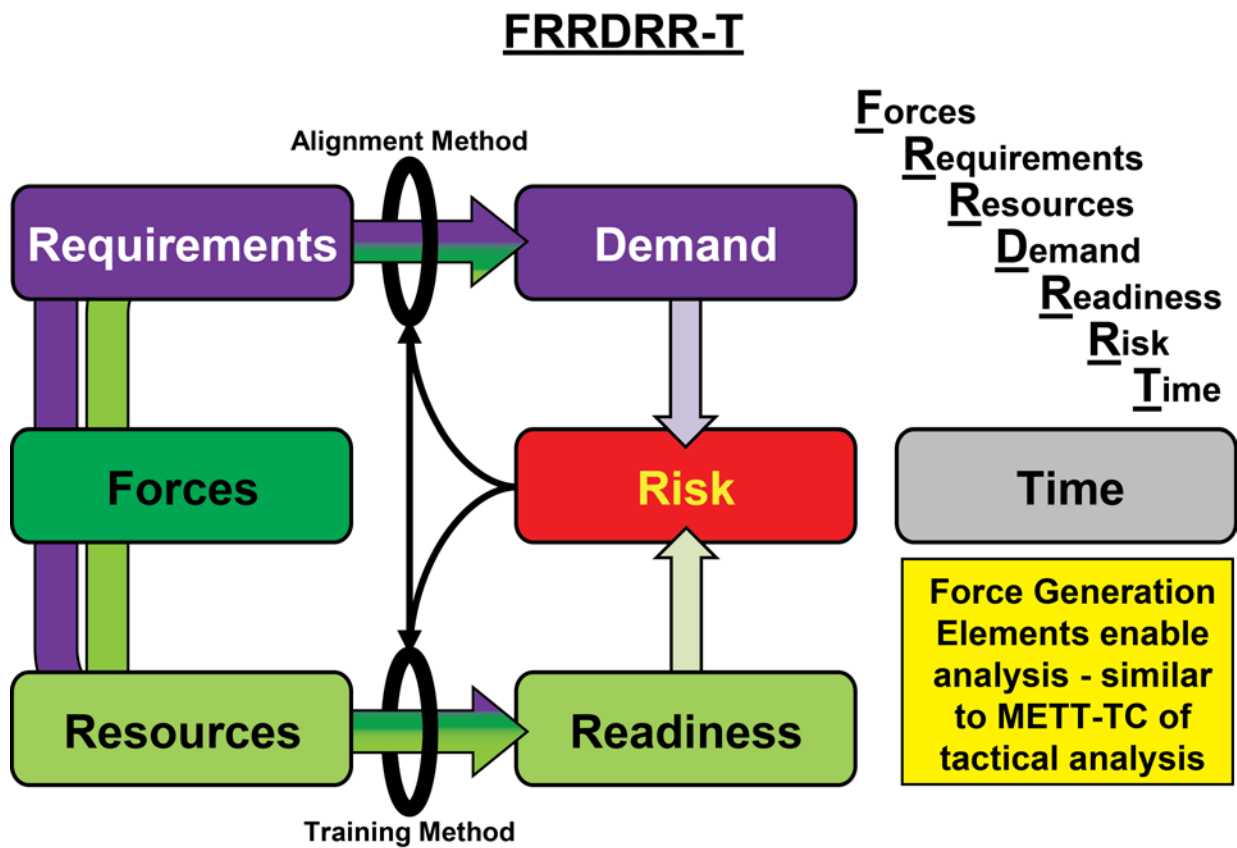 FRRDRR-T
Alignment Method
Requirements
Demand
Forces
Requirements
Resources
Demand
Readiness
Risk
Time
Forces
Risk
Time
Resources
Readiness
Training Method
Force Generation
Elements enable
analysis - similar
to METT-TC of
tactical analysis